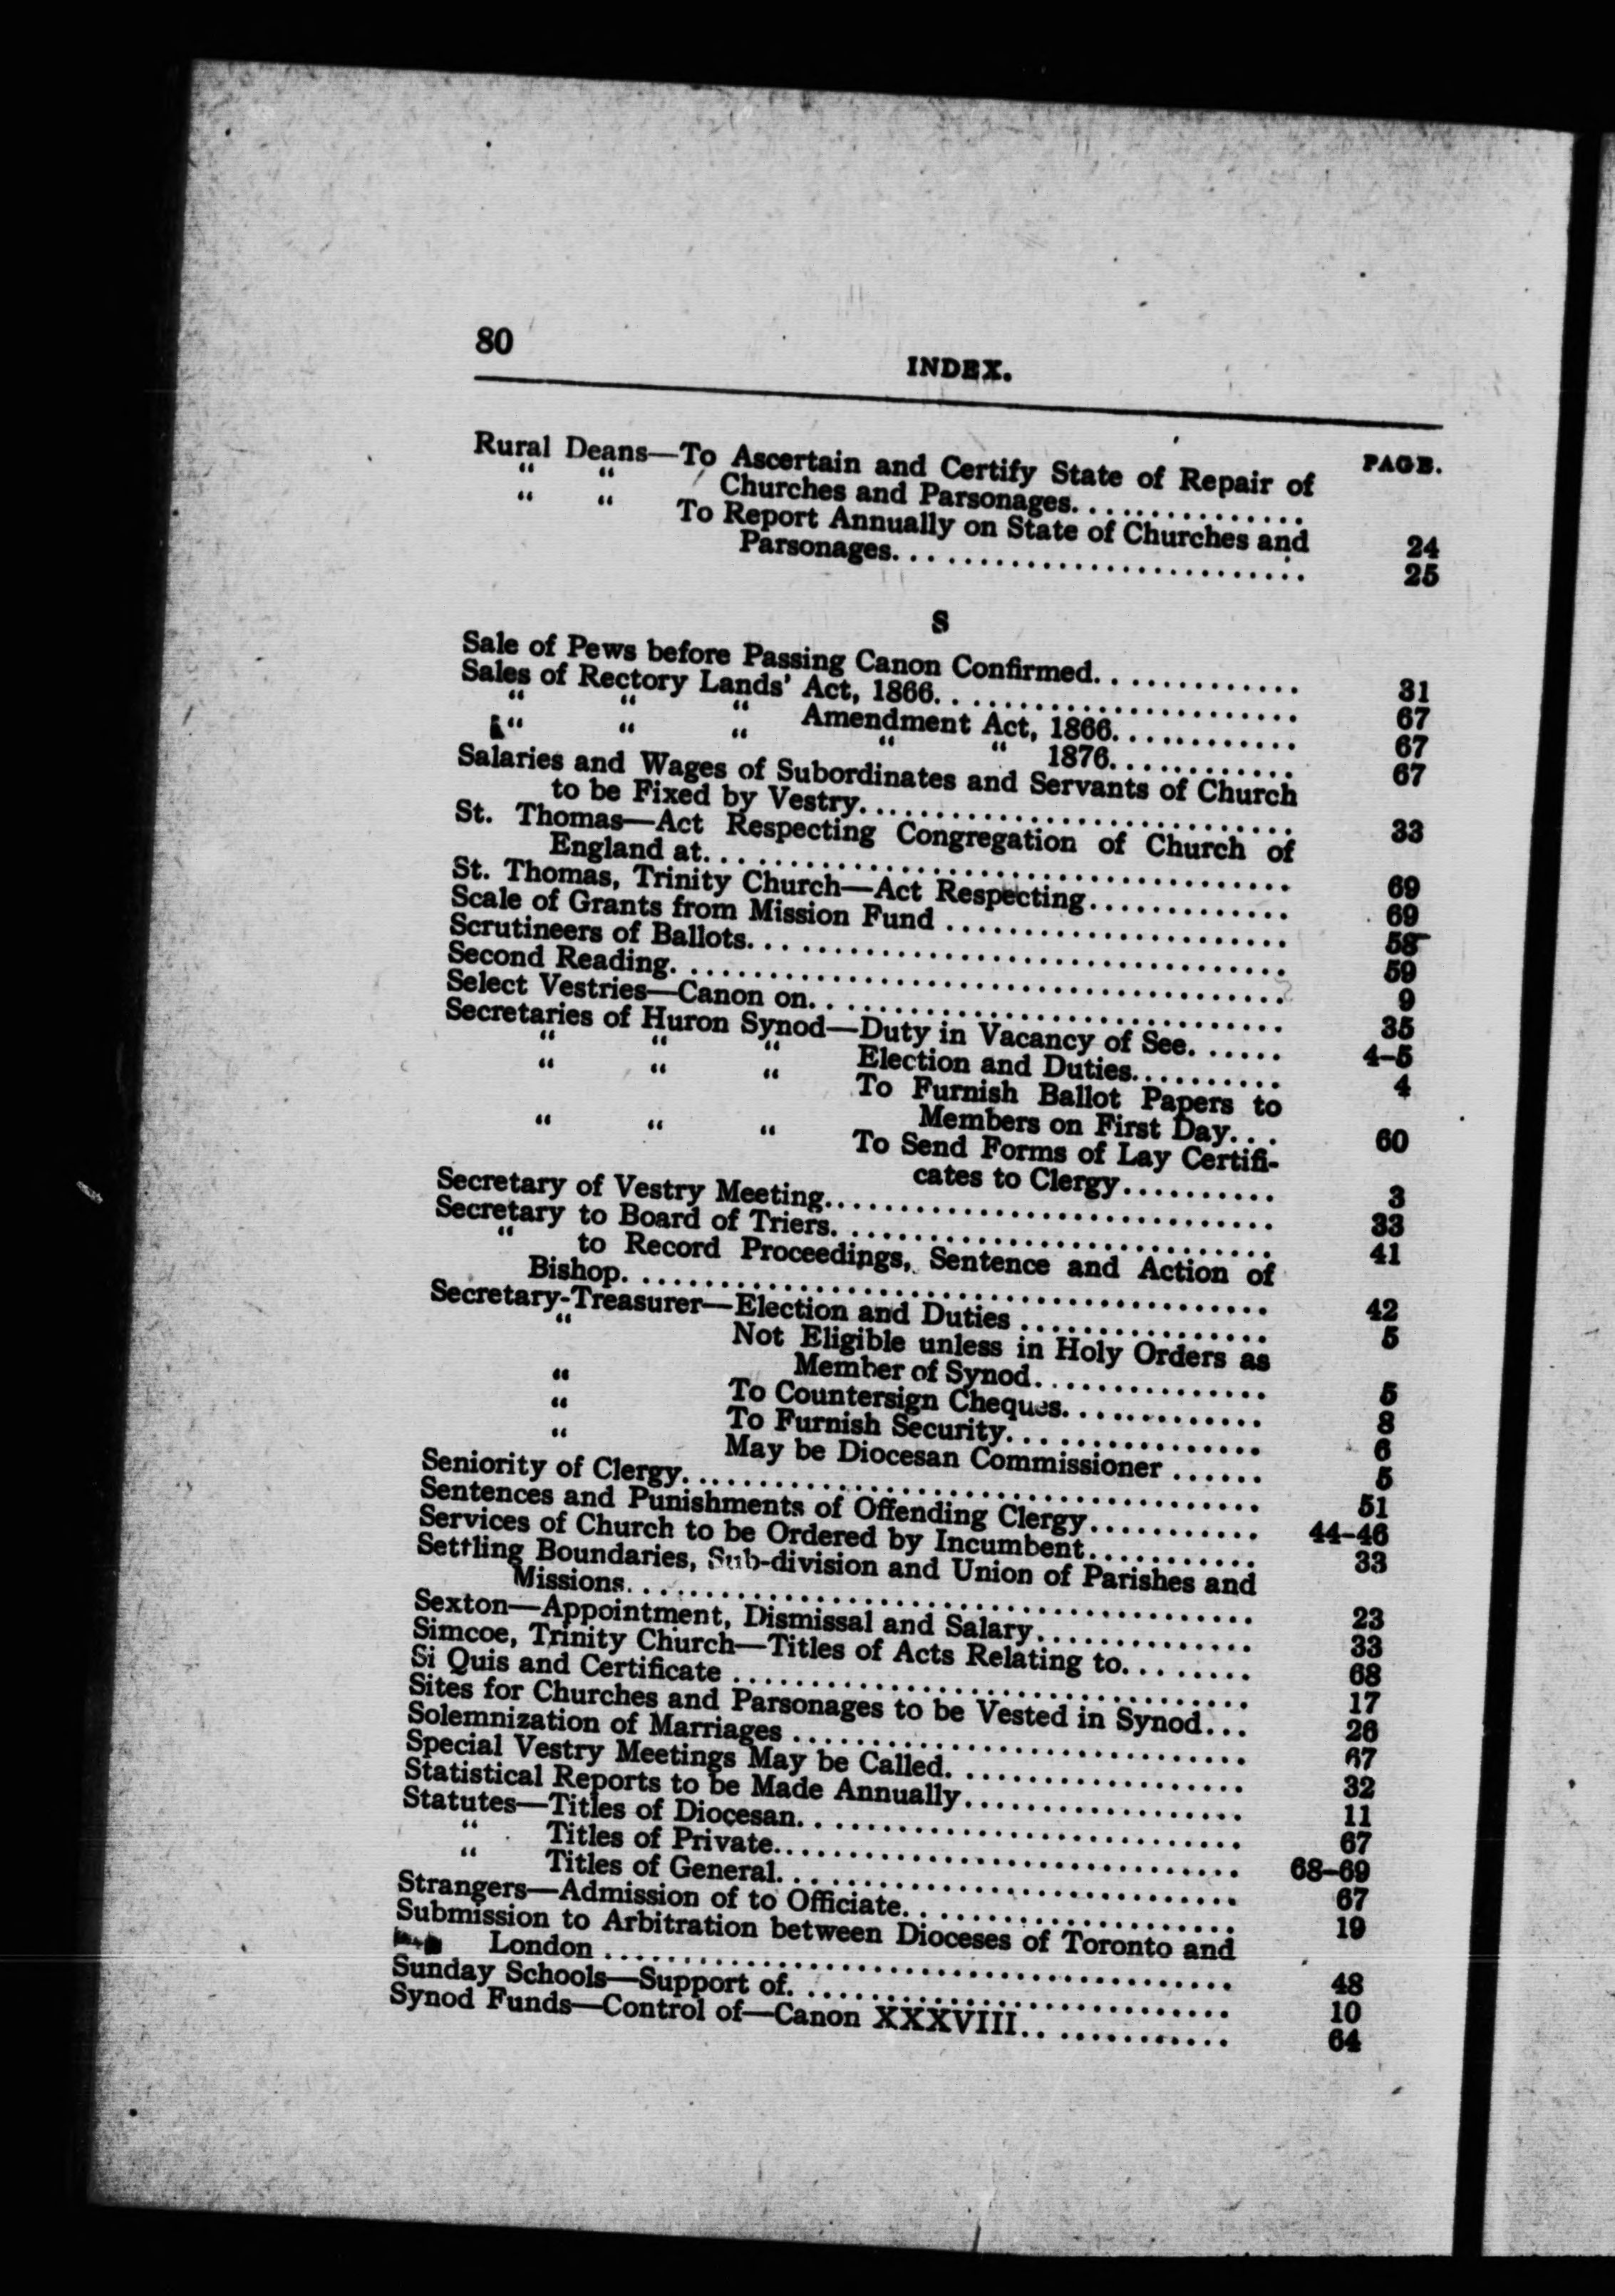 80
INDEX.
PAGE.
Rural Deans—To Ascertain and Certify State of Repair of
“ “ Churches and Parsonages................ 24
“ “ To Report Annually on State of Churches and
Parsonages........................... 25
S
Sale of Pews before Passing Canon Confirmed............. 31
Sales of Rectory Lands' Act, 1866........................ 67
“ “ “ Amendment Act, 1866............ 67
“ “ “ “ “ 1876............ 67
Salaries and Wages of Subordinates and Servants of Church
to be Fixed by Vestry............................ 33
St. Thomas—Act Respecting Congregation of Church of
England at...................................... 69
St. Thomas, Trinity Church—Act Respecting............. 69
Scale of Grants from Mission Fund...................... 58
Scrutineers of Ballots................................... 59
Second Reading........................................ 9
Select Vestries—Canon on............................... 35
Secretaries of Huron Synod—Duty in Vacancy of See...... 4-5
“ “ “ Election and Duties.......... 4
“ “ “ To Furnish Ballot Papers to
Members on First Day... 60
“ “ “ To Send Forms of Lay Certifi-
cates to Clergy.......... 3
Secretary of Vestry Meeting............................. 33
Secretary to Board of Triers............................. 41
“ to Record Proceedings, Sentence and Action of
Bishop.......................................... 42
Secretary-Treasurer—Election and Duties................ 5
“ Not Eligible unless in Holy Orders as
Member of Synod............... 5
“ To Countersign Cheques............. 8
“ To Furnish Security................ 6
“ May be Diocesan Commissioner...... 5
Seniority of Clergy..................................... 51
Sentences and Punishments of Offending Clergy........... 44-46
Services of Church to be Ordered by Incumbent........... 33
Settling Boundaries, Sub-division and Union of Parishes and
Missions........................................ 23
Sexton—Appointment, Dismissal and Salary.............. 33
Simcoe, Trinity Church—Titles of Acts Relating to........ 68
Si Quis and Certificate................................. 17
Sites for Churches and Parsonages to be Vested in Synod... 26
Solemnization of Marriages.............................. 67
Special Vestry Meetings May be Called................... 32
Statistical Reports to be Made Annually.................. 11
Statutes—Titles of Diocesan............................. 67
“ Titles of Private.............................. 68-69
“ Titles of General.............................. 67
Strangers—Admission of to Officiate...................... 19
Submission to Arbitration between Dioceses of Toronto and
London......................................... 48
Sunday Schools—Support of............................. 10
Synod Funds—Control of—Canon XXXVIII............. 64